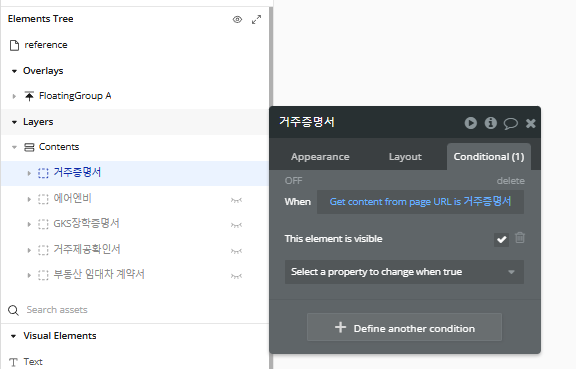 Elements Tree
reference
Overlays
FloatingGroup A
Layers
Contents
거주증명서
에어엔비
GKS장학증명서
거주제공확인서
부동산 임대차 계약서
Search assets
Visual Elements
Text
거주증명서
Appearance
Layout
Conditional (1)
OFF
delete
When
Get content from page URL is 거주증명서
This element is visible
Select a property to change when true
Define another condition